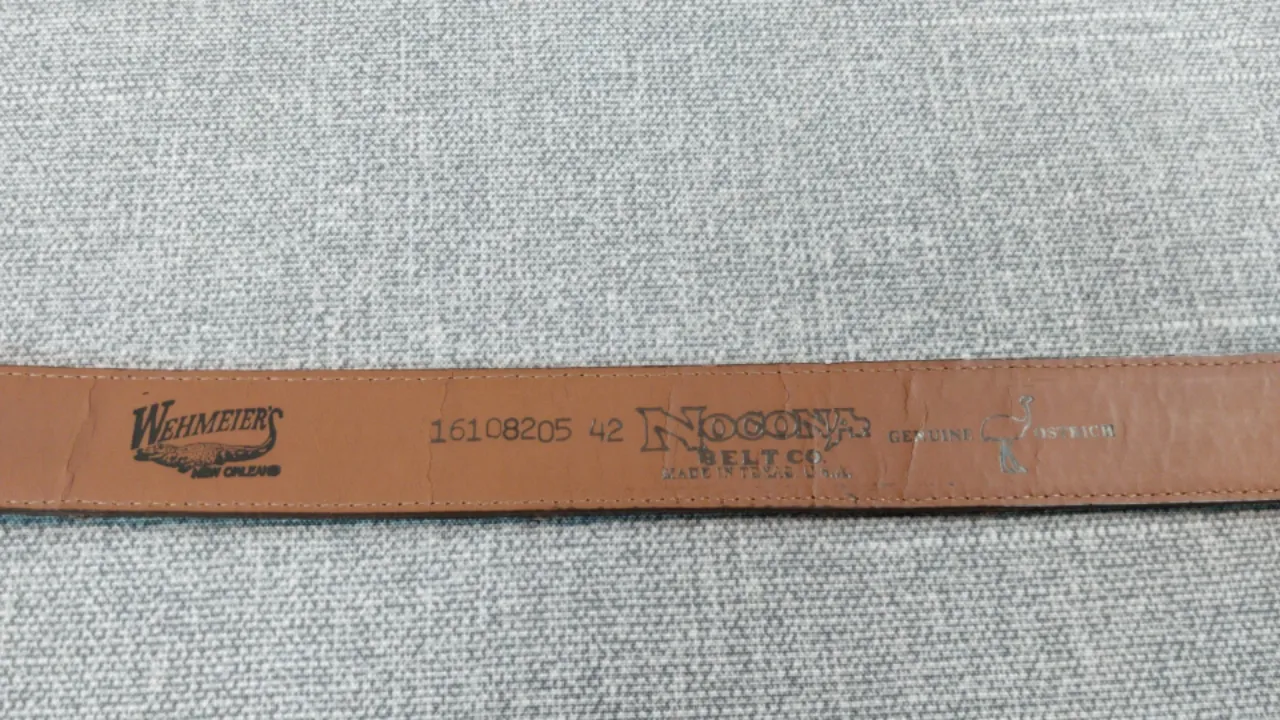 WEHMEIER'S
NEW ORLEANS®
16108205 42
NOCONA
BELT CO.
MADE IN TEXAS, U.S.A.
GENUINE OSTRICH